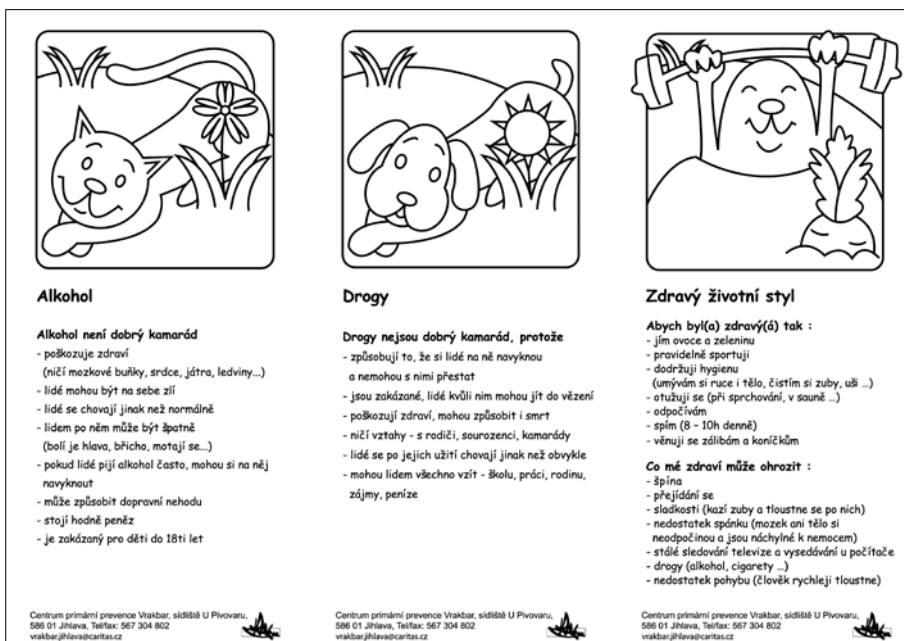 Alkohol
Alkohol není dobrý kamarád
- poškozuje zdraví
(ničí mozkové buňky, srdce, játra, ledviny...)
- lidé mohou být na sebe zlí
- lidé se chovají jinak než normálně
- lidem po něm může být špatně
(bolí je hlava, břicho, motají se...)
- pokud lidé pijí alkohol často, mohou si na něj
navyknout
- může způsobit dopravní nehodu
- stojí hodně peněz
- je zakázaný pro děti do 18ti let
Centrum primární prevence Vrakbar, sídliště U Pivovaru,
586 01 Jihlava, Tel/fax: 567 304 802
vrakbar.jihlava@caritas.cz
Drogy
Drogy nejsou dobrý kamarád, protože
- způsobují to, že si lidé na ně navyknou
a nemohou s nimi přestat
- jsou zakázané, lidé kvůli nim mohou jít do vězení
- poškozují zdraví, mohou způsobit i smrt
- ničí vztahy - s rodiči, sourozenci, kamarády
- lidé se po jejich užití chovají jinak než obvykle
- mohou lidem všechno vzít - školu, práci, rodinu,
zájmy, peníze
Centrum primární prevence Vrakbar, sídliště U Pivovaru,
586 01 Jihlava, Tel/fax: 567 304 802
vrakbar.jihlava@caritas.cz
Zdravý životní styl
Abych byl(a) zdravý(á) tak :
- jím ovoce a zeleninu
- pravidelně sportuji
- dodržuji hygienu
(umývám si ruce i tělo, čistím si zuby, uši ...)
- otužuji se (při sprchování, v sauně ...)
- odpočívám
- spím (8 – 10h denně)
- věnuji se zálibám a koníčkům
Co mé zdraví může ohrozit :
- špína
- přejídání se
- sladkosti (kazí zuby a tloustne se po nich)
- nedostatek spánku (mozek ani tělo si
neodpočinou a jsou náchylné k nemocem)
- stálé sledování televize a vysedávání u počítače
- drogy (alkohol, cigarety ...)
- nedostatek pohybu (člověk rychleji tloustne)
Centrum primární prevence Vrakbar, sídliště U Pivovaru,
586 01 Jihlava, Tel/fax: 567 304 802
vrakbar.jihlava@caritas.cz